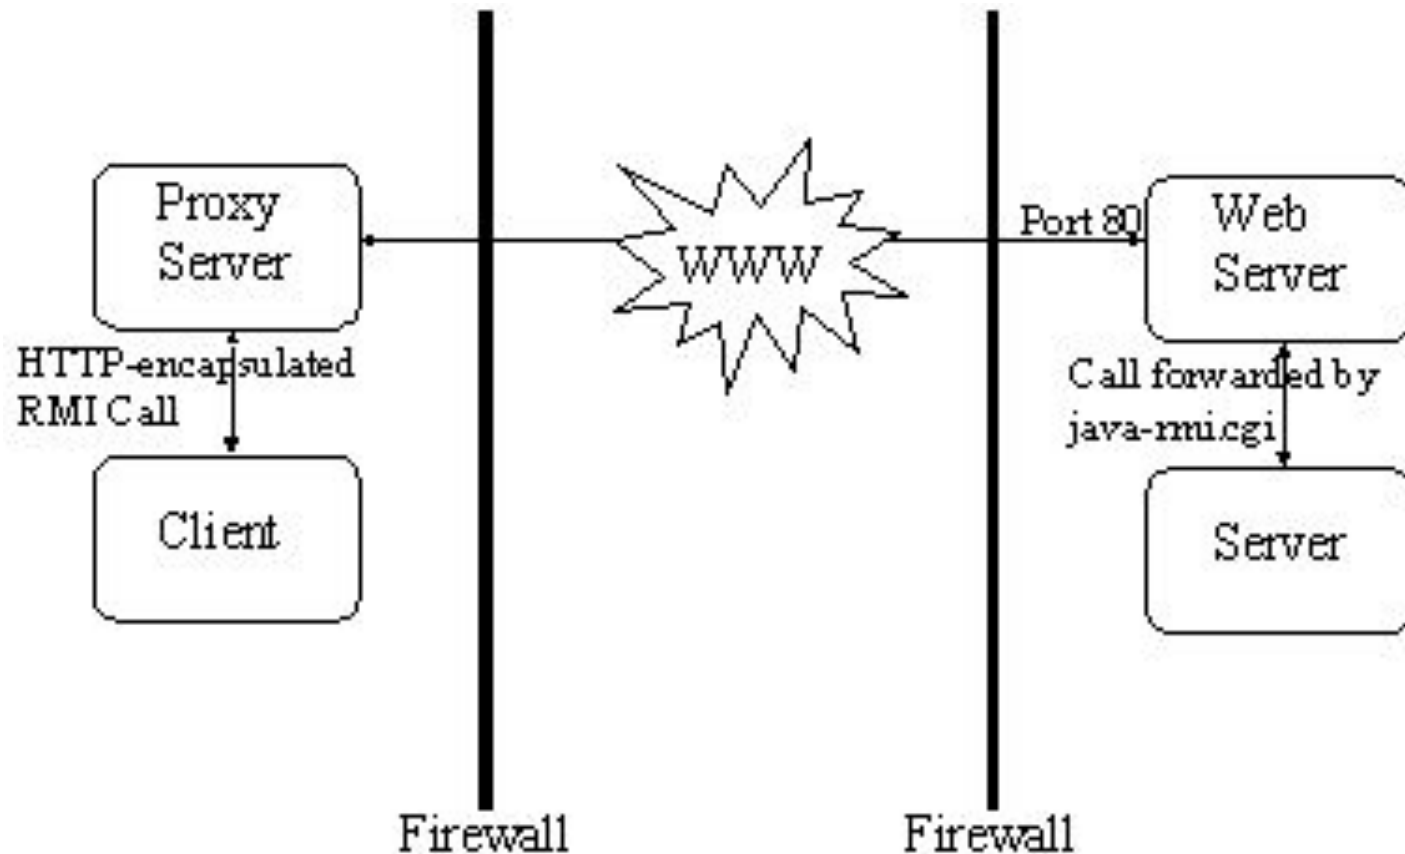 Proxy
Server
HTTP-encapsulated
RMI Call
Client
Firewall
WWW
Firewall
Port 80
Web
Server
Call forwarded by
java-rmi.cgi
Server